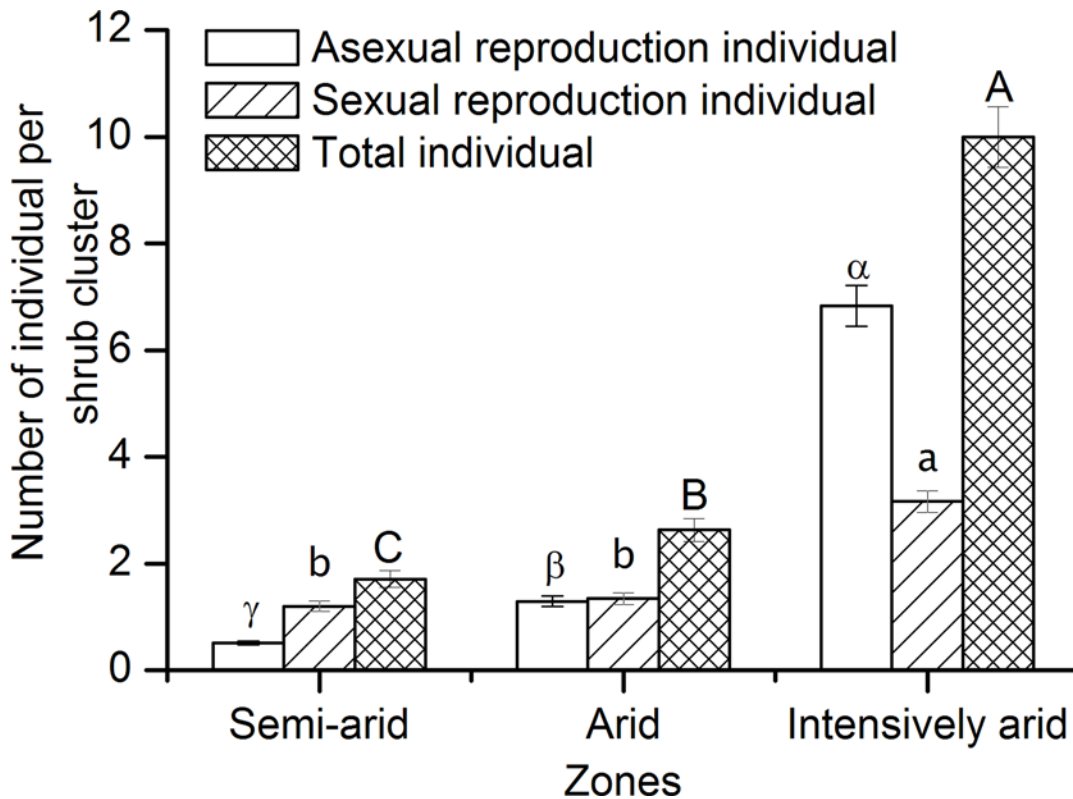 12
10
8
6
4
2
0
Number of individual per
shrub cluster
Asexual reproduction individual
Sexual reproduction individual
Total individual
γ
b
C
β
b
B
α
a
A
Semi-arid
Arid
Intensively arid
Zones